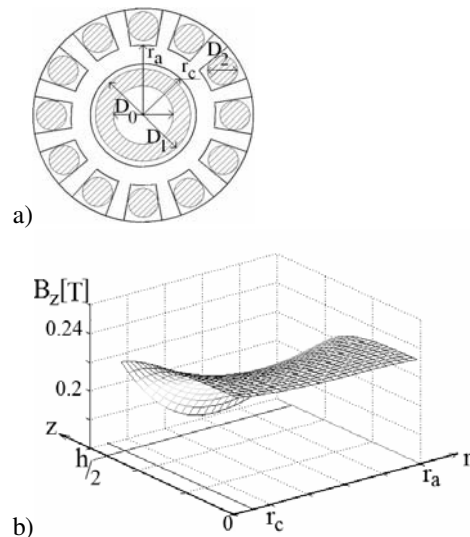 r_a
D_2
r_c
D_0
D_1
a)
B_z[T]
0.24
0.2
z
h/2
0
r_c
r_a
r
b)